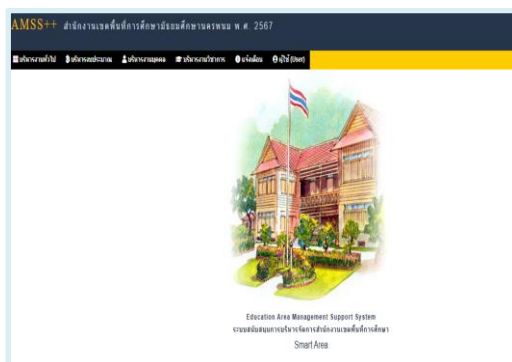 AMSS++ สำนักงานเขตพื้นที่การศึกษามัธยมศึกษานครพนม พ.ศ. 2567
บริหารงานทั่วไป บริหารงบประมาณ บริหารงานบุคคล บริหารงานวิชาการ แจ้งเตือน ผู้ใช้ (User)
Education Area Management Support System
ระบบสนับสนุนการบริหารจัดการสำนักงานเขตพื้นที่การศึกษา
Smart Area